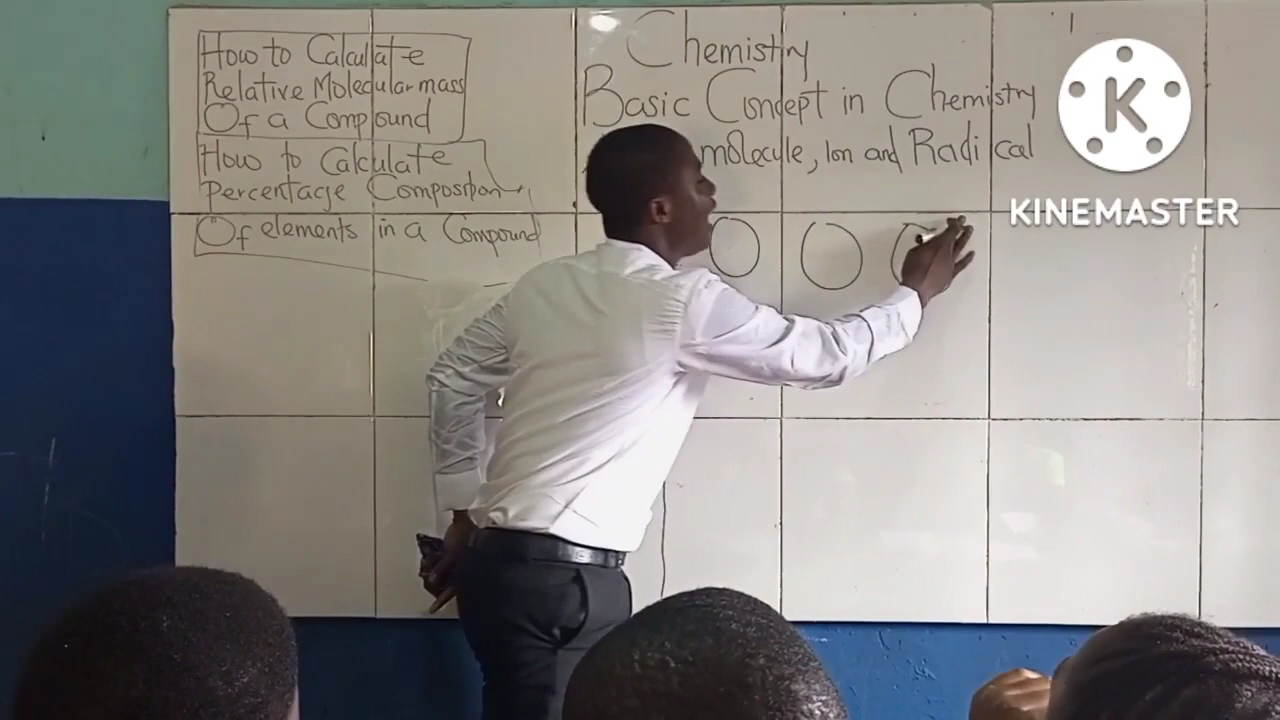 How to Calculate
Relative Molecular mass
Of a Compound
How to Calculate
Percentage Composition
Of elements in a Compound
Chemistry
Basic Concept in Chemistry
molecule, Ion and Radical
K
KINEMASTER